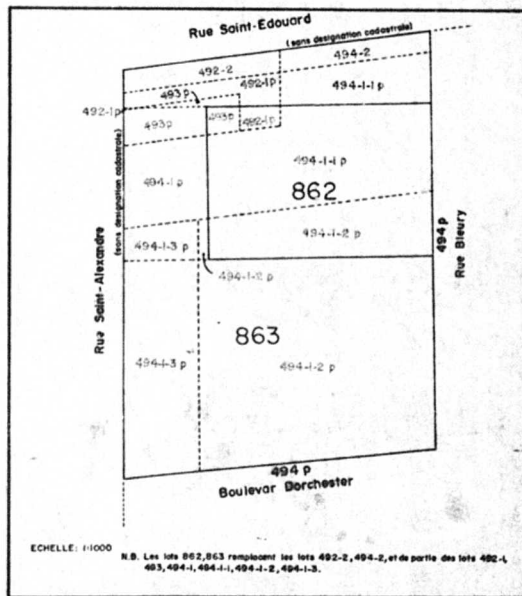 Rue Saint-Edouard
(sans designation cadastrale)
492-2
494-2
492-1p
493p
494-1-1 p
492-1p
493p
493p
492-1p
494-1-1 p
494-1 p
862
494-1-2 p
494-1-3 p
494-1-2 p
(sans designation cadastrale)
Rue Saint-Alexandre
494 p
Rue Bleury
863
494-1-3 p
494-1-2 p
494 p
Boulevar Dorchester
ECHELLE: 1:1000
N.B. Les lots 862,863 remplacent les lots 492-2, 494-2, et de partie des lots 492-1,
493, 494-1, 494-1-1, 494-1-2, 494-1-3.